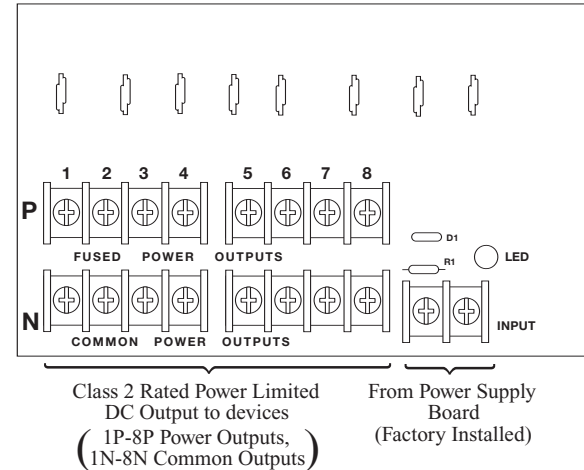 1 2 3 4 5 6 7 8
P
D1
LED
FUSED POWER OUTPUTS
R1
N
INPUT
COMMON POWER OUTPUTS
Class 2 Rated Power Limited
DC Output to devices
(1P-8P Power Outputs,
1N-8N Common Outputs)
From Power Supply
Board
(Factory Installed)